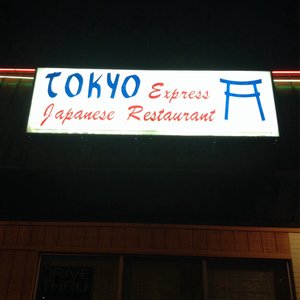 TOKYO Express
Japanese Restaurant
DRIVE
THRU